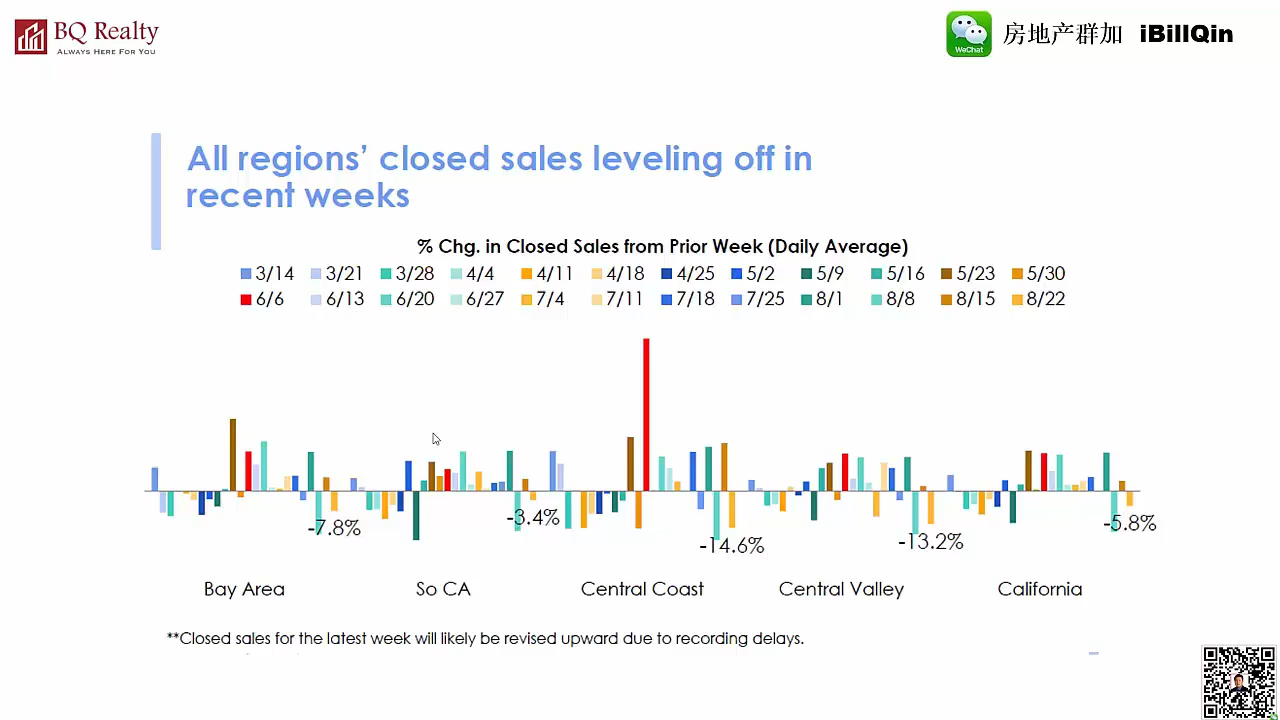 BQ Realty
ALWAYS HERE FOR YOU
WeChat
房地产群加 iBillQin
All regions’ closed sales leveling off in
recent weeks
% Chg. in Closed Sales from Prior Week (Daily Average)
3/14 3/21 3/28 4/4 4/11 4/18 4/25 5/2 5/9 5/16 5/23 5/30
6/6 6/13 6/20 6/27 7/4 7/11 7/18 7/25 8/1 8/8 8/15 8/22
-7.8% -3.4% -14.6% -13.2% -5.8%
Bay Area So CA Central Coast Central Valley California
**Closed sales for the latest week will likely be revised upward due to recording delays.